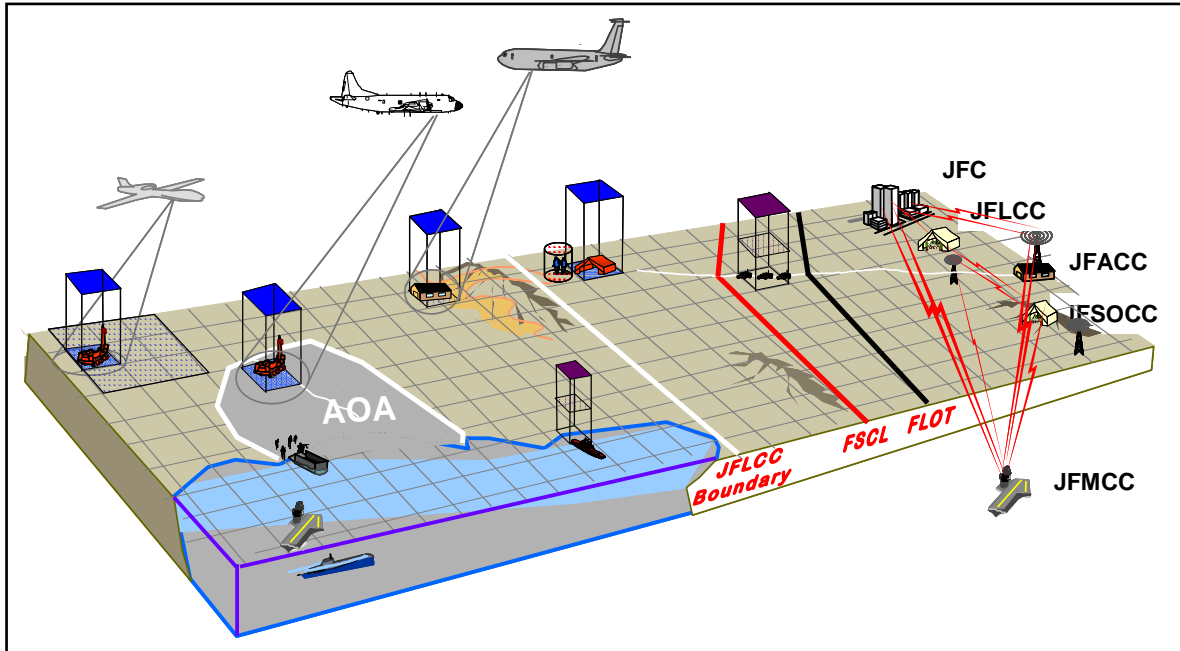 JFC
JFLCC
JFACC
JFSOCC
AOA
JFLCC
Boundary
FSCL
FLOT
JFMCC